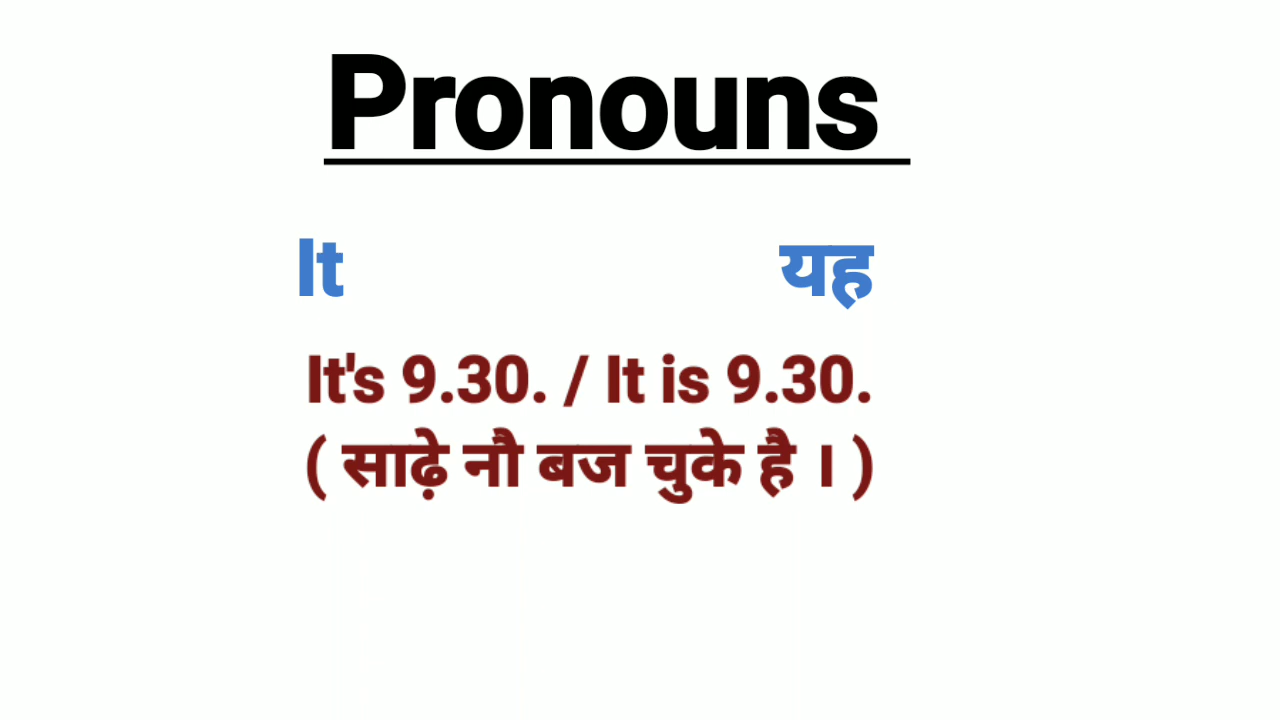 Pronouns
It यह
It's 9.30. / It is 9.30.
( साढ़े नौ बज चुके है । )